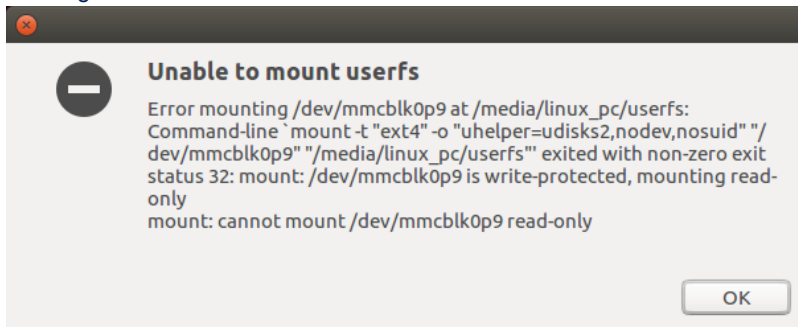 Unable to mount userfs
Error mounting /dev/mmcblk0p9 at /media/linux_pc/userfs:
Command-line `mount -t "ext4" -o "uhelper=udisks2,nodev,nosuid" "/
dev/mmcblk0p9" "/media/linux_pc/userfs"' exited with non-zero exit
status 32: mount: /dev/mmcblk0p9 is write-protected, mounting read-
only
mount: cannot mount /dev/mmcblk0p9 read-only
OK